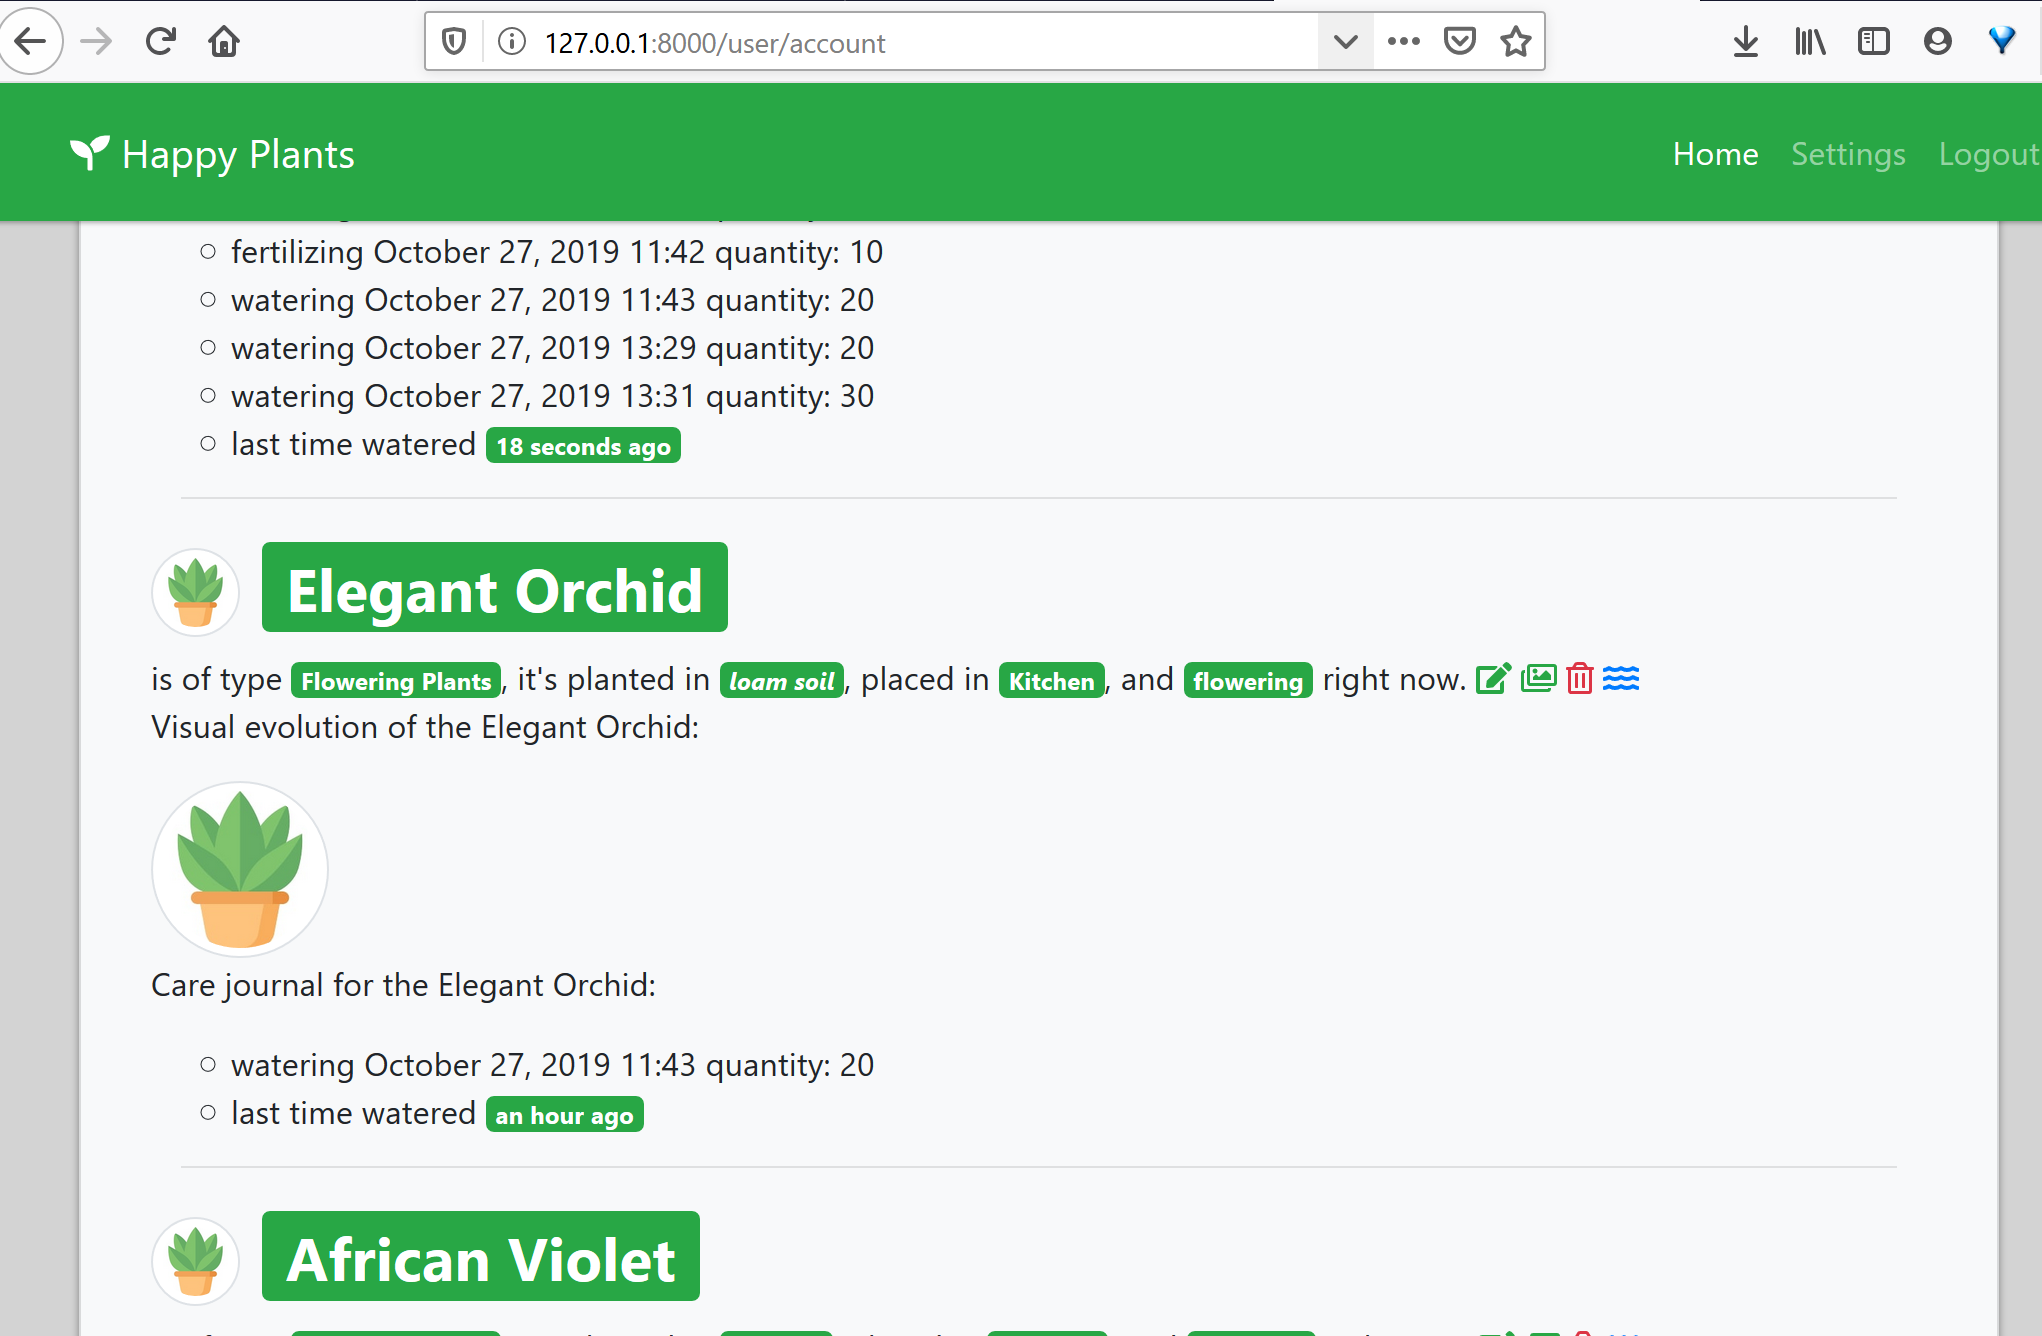 127.0.0.1:8000/user/account
Happy Plants
Home Settings Logout
fertilizing October 27, 2019 11:42 quantity: 10
watering October 27, 2019 11:43 quantity: 20
watering October 27, 2019 13:29 quantity: 20
watering October 27, 2019 13:31 quantity: 30
last time watered 18 seconds ago
Elegant Orchid
is of type Flowering Plants, it's planted in loam soil, placed in Kitchen, and flowering right now.
Visual evolution of the Elegant Orchid:
Care journal for the Elegant Orchid:
watering October 27, 2019 11:43 quantity: 20
last time watered an hour ago
African Violet